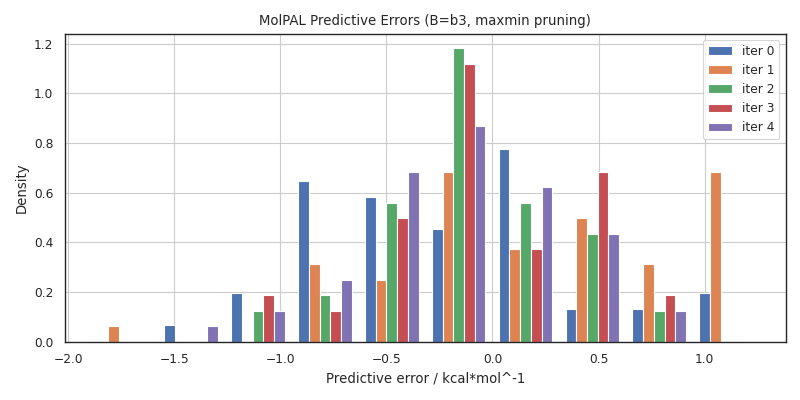 MolPAL Predictive Errors (B=b3, maxmin pruning)
iter 0
iter 1
iter 2
iter 3
iter 4
Density
1.2
1.0
0.8
0.6
0.4
0.2
0.0
−2.0 −1.5 −1.0 −0.5 0.0 0.5 1.0
Predictive error / kcal*mol^-1